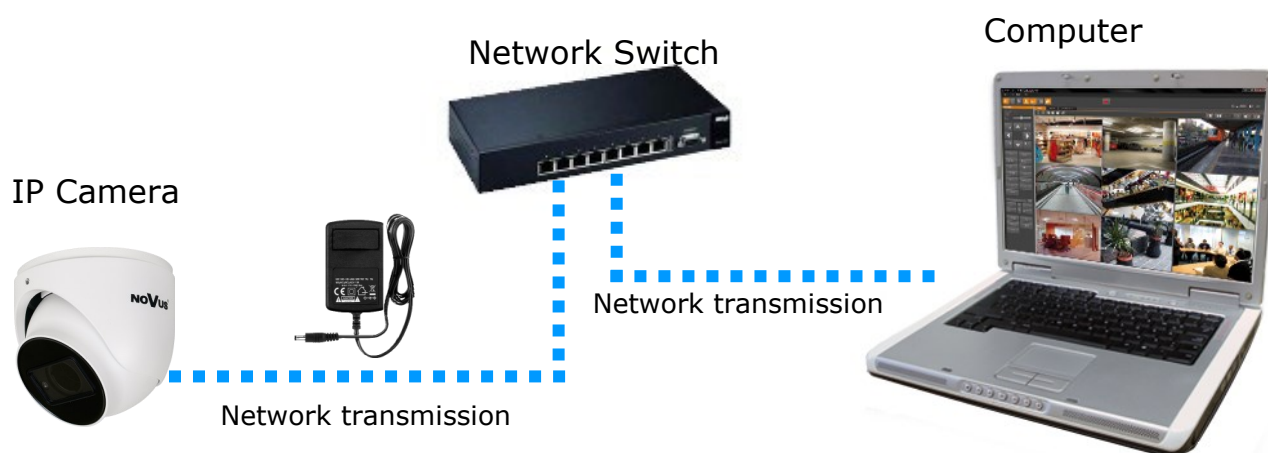 Computer
Network Switch
IP Camera
NOVUS
Network transmission
Network transmission